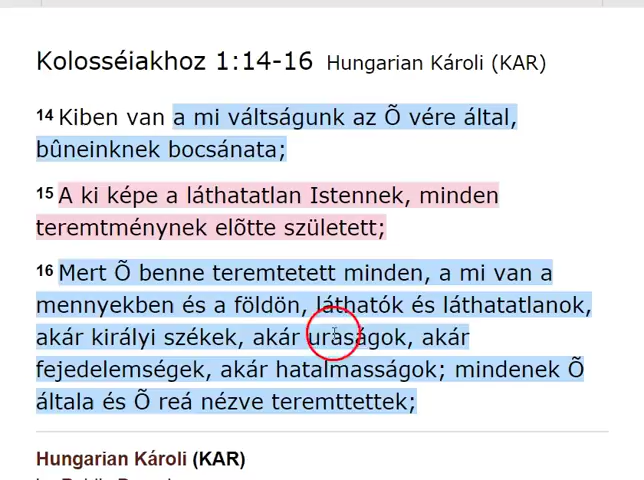 Kolosséiakhoz 1:14-16 Hungarian Károli (KAR)
14 Kiben van a mi váltságunk az Õ vére által,
bûneinknek bocsánata;
15 A ki képe a láthatatlan Istennek, minden
teremtménynek elõtte született;
16 Mert Õ benne teremtetett minden, a mi van a
mennyekben és a földön, láthatók és láthatatlanok,
akár királyi székek, akár uraságok, akár
fejedelemségek, akár hatalmasságok; mindenek Õ
általa és Õ reá nézve teremttettek;
Hungarian Károli (KAR)